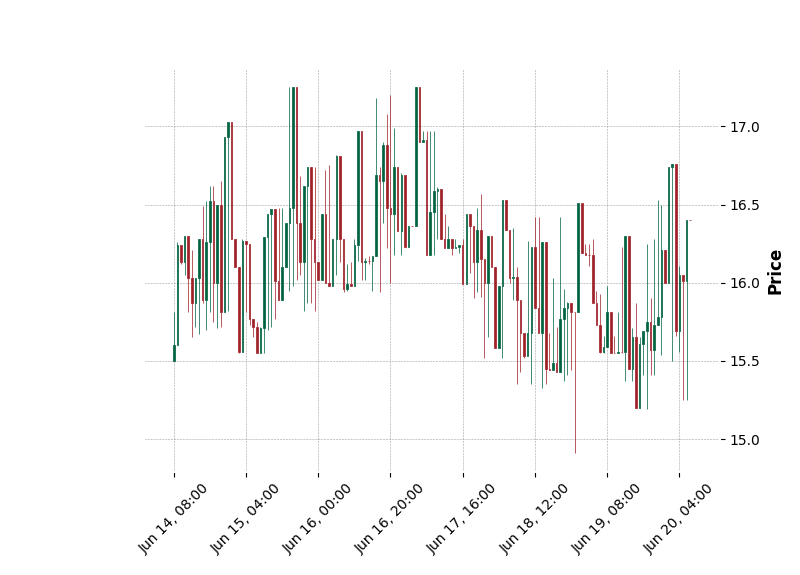 17.0
16.5
16.0
15.5
15.0
Price
Jun 14, 08:00
Jun 15, 04:00
Jun 16, 00:00
Jun 16, 20:00
Jun 17, 16:00
Jun 18, 12:00
Jun 19, 08:00
Jun 20, 04:00